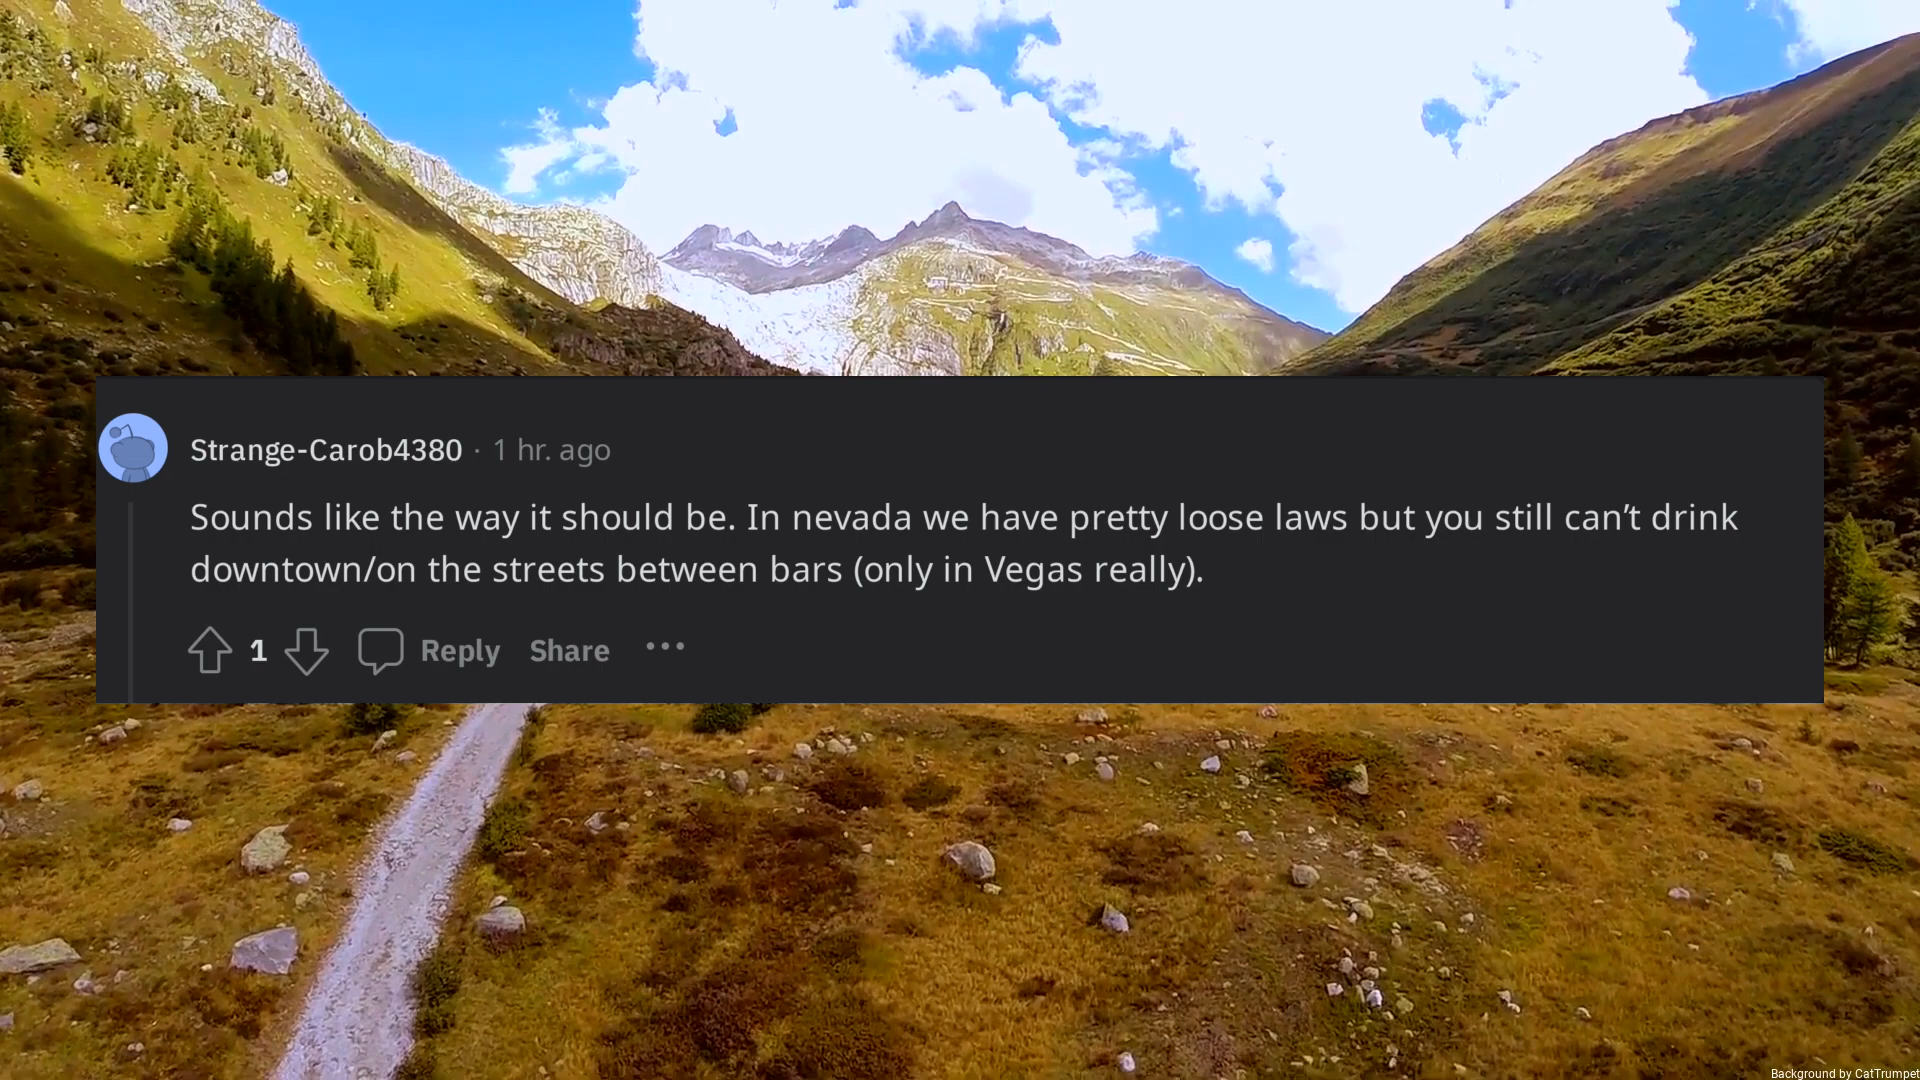 Strange-Carob4380 · 1 hr. ago
Sounds like the way it should be. In nevada we have pretty loose laws but you still can’t drink
downtown/on the streets between bars (only in Vegas really).
1 Reply Share ···
Background by CatTrumpet